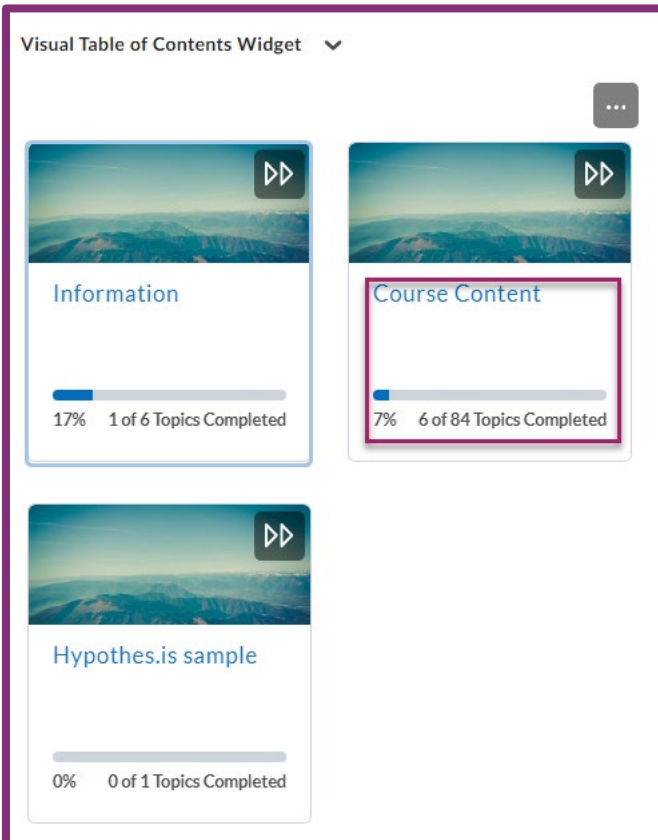 Visual Table of Contents Widget
...
Information
17% 1 of 6 Topics Completed
Course Content
7% 6 of 84 Topics Completed
Hypothes.is sample
0% 0 of 1 Topics Completed